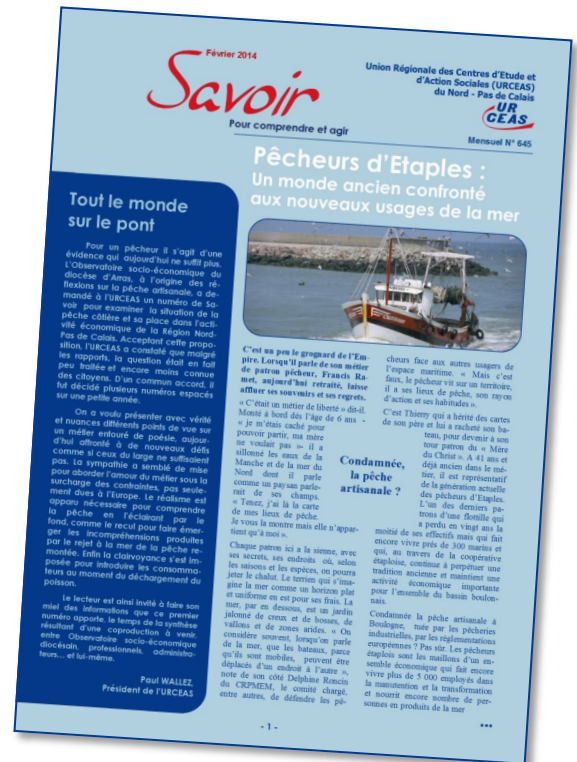 Février 2014
Savoir
Pour comprendre et agir
Union Régionale des Centres d'Etude et
d'Action Sociales (URCEAS)
du Nord - Pas de Calais
UR
CEAS
Mensuel N° 645
Pêcheurs d'Etaples :
Un monde ancien confronté
aux nouveaux usages de la mer
Tout le monde
sur le pont
Pour un pêcheur il s'agit d'une
évidence qui aujourd'hui ne suffit plus.
L'Observatoire socio-économique du
diocèse d'Arras, à l'origine des ré-
flexions sur la pêche artisanale, a de-
mandé à l'URCEAS un numéro de Sa-
voir pour examiner la situation de la
pêche côtière et sa place dans l'acti-
vité économique de la Région Nord-
Pas de Calais. Acceptant cette propo-
sition, l'URCEAS a constaté que malgré
les rapports, la question était en fait
peu traitée et encore moins connue
des citoyens. D'un commun accord, il
fut décidé plusieurs numéros espacés
sur une petite année.
On a voulu présenter avec vérité
et nuances différents points de vue sur
un métier entouré de poésie, aujour-
d'hui affronté à de nouveaux défis
comme si ceux du large ne suffisaient
pas. La sympathie a semblé de mise
pour aborder l'amour du métier sous la
surcharge des contraintes, pas seule-
ment dues à l'Europe. Le réalisme est
apparu nécessaire pour comprendre
la pêche en l'éclairant par le
fond, comme le recul pour faire émer-
ger les incompréhensions produites
par le rejet à la mer de la pêche re-
montée. Enfin la clairvoyance s'est im-
posée pour introduire les consomma-
teurs au moment du déchargement du
poisson.
Le lecteur est ainsi invité à faire son
miel des informations que ce premier
numéro apporte, le temps de la synthèse
résultant d'une coproduction à venir,
entre Observatoire socio-économique
diocésain, professionnels, administra-
teurs... et lui-même.
Paul WALLEZ,
Président de l'URCEAS
C'est un peu le grognard de l'Em-
pire. Lorsqu'il parle de son métier
de patron pêcheur, Francis Ra-
met, aujourd'hui retraité, laisse
affluer ses souvenirs et ses regrets.
« C'était un métier de liberté » dit-il.
Monté à bord dès l'âge de 6 ans -
« je m'étais caché pour
pouvoir partir, ma mère
ne voulait pas »- il a
sillonné les eaux de la
Manche et de la mer du
Nord dont il parle
comme un paysan parle-
rait de ses champs.
« Tenez, j'ai là la carte
de mes lieux de pêche.
Je vous la montre mais elle n'appar-
tient qu'à moi ».
Chaque patron ici a la sienne, avec
ses secrets, ses endroits où, selon
les saisons et les espèces, on pourra
jeter le chalut. Le terrien qui s'ima-
gine la mer comme un horizon plat
et uniforme en est pour ses frais. La
mer, par en dessous, est un jardin
jalonné de creux et de bosses, de
vallons et de zones arides. « On
considère souvent, lorsqu'on parle
de la mer, que les bateaux, parce
qu'ils sont mobiles, peuvent être
déplacés d'un endroit à l'autre »,
note de son côté Delphine Roncin
du CRPMEM, le comité chargé,
entre autres, de défendre les pê-
Condamnée,
la pêche
artisanale ?
cheurs face aux autres usagers de
l'espace maritime. « Mais c'est
faux, le pêcheur vit sur un territoire,
il a ses lieux de pêche, son rayon
d'action et ses habitudes ».
C'est Thierry qui a hérité des cartes
de son père et lui a racheté son ba-
teau, pour devenir à son
tour patron du « Mère
du Christ ». A 41 ans et
déjà ancien dans le mé-
tier, il est représentatif
de la génération actuelle
des pêcheurs d'Etaples.
L'un des derniers pa-
trons d'une flottille qui
a perdu en vingt ans la
moitié de ses effectifs mais qui fait
encore vivre près de 300 marins et
qui, au travers de la coopérative
étaploise, continue à perpétuer une
tradition ancienne et maintient une
activité économique importante
pour l'ensemble du bassin boulon-
nais.
Condamnée la pêche artisanale à
Boulogne, tuée par les pêcheries
industrielles, par les réglementations
européennes ? Pas sûr. Les pêcheurs
étaplois sont les maillons d'un en-
semble économique qui fait encore
vivre plus de 5 000 employés dans
la manutention et la transformation
et nourrit encore nombre de per-
sonnes en produits de la mer
•••
- 1 -